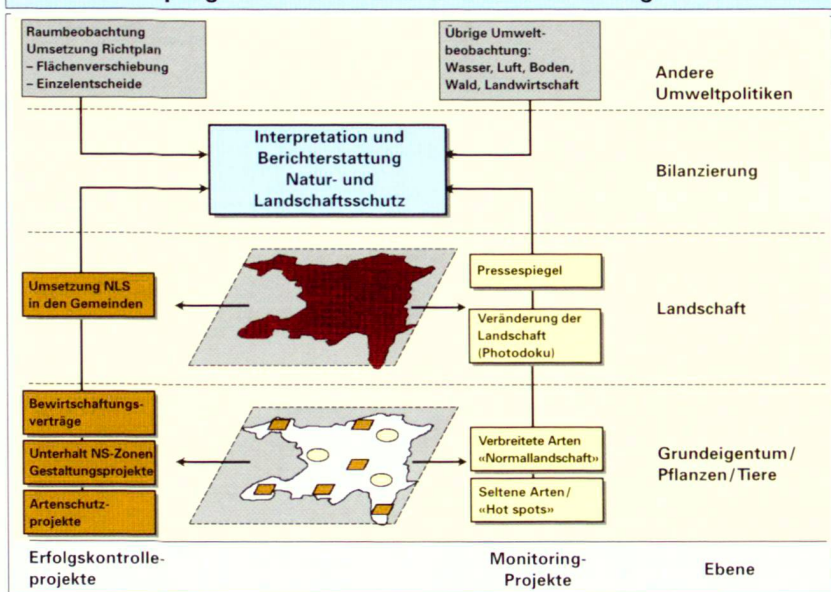 Raumbeobachtung
Umsetzung Richtplan
– Flächenverschiebung
– Einzelentscheide
Übrige Umwelt-
beobachtung:
Wasser, Luft, Boden,
Wald, Landwirtschaft
Andere
Umweltpolitiken
Interpretation und
Berichterstattung
Natur- und
Landschaftsschutz
Bilanzierung
Umsetzung NLS
in den Gemeinden
Pressespiegel
Veränderung der
Landschaft
(Photodoku)
Landschaft
Bewirtschaftungs-
verträge
Unterhalt NS-Zonen
Gestaltungsprojekte
Artenschutz-
projekte
Verbreitete Arten
«Normallandschaft»
Seltene Arten/
«Hot spots»
Grundeigentum/
Pflanzen/Tiere
Erfolgskontrolle-
projekte
Monitoring-
Projekte
Ebene